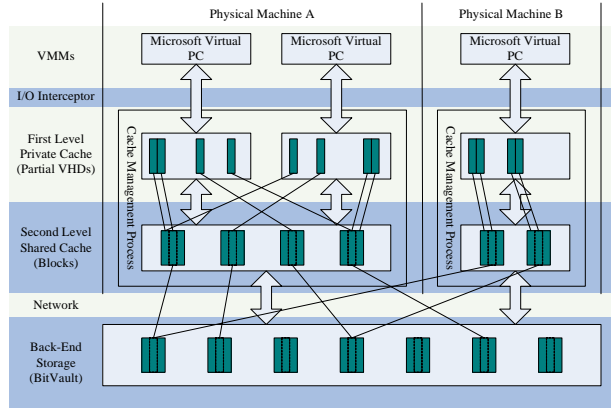 Physical Machine A
Physical Machine B
VMMs
Microsoft Virtual
PC
Microsoft Virtual
PC
Microsoft Virtual
PC
I/O Interceptor
First Level
Private Cache
(Partial VHDs)
Cache Management Process
Cache Management Process
Second Level
Shared Cache
(Blocks)
Network
Back-End
Storage
(BitVault)